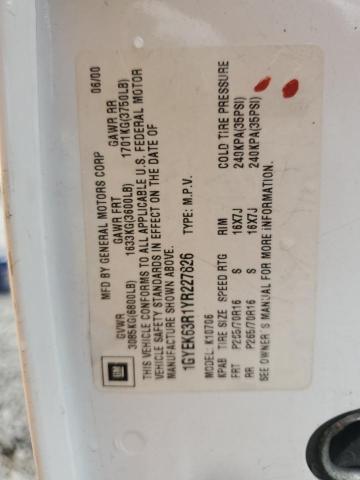 MFD BY GENERAL MOTORS CORP 06/00
GVWR GAWR FRT GAWR RR
3085KG(6800LB) 1633KG(3600LB) 1701KG(3750LB)
THIS VEHICLE CONFORMS TO ALL APPLICABLE U.S. FEDERAL MOTOR
VEHICLE SAFETY STANDARDS IN EFFECT ON THE DATE OF
MANUFACTURE SHOWN ABOVE.
1GYEK63R1YR227626 TYPE: M.P.V.
MODEL: K10706
KPAB TIRE SIZE SPEED RTG RIM COLD TIRE PRESSURE
FRT P265/70R16 S 16X7J 240KPA(35PSI)
RR P265/70R16 S 16X7J 240KPA(35PSI)
SEE OWNER'S MANUAL FOR MORE INFORMATION.
GM